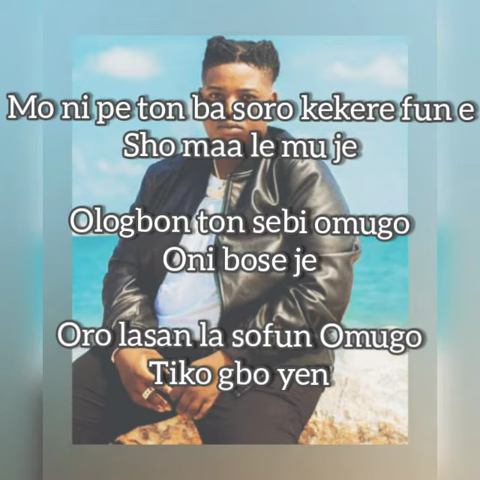 Mo ni pe ton ba soro kekere fun e
Sho maa le mu je
Ologbon ton sebi omugo
Oni bose je
Oro lasan la sofun Omugo
Tiko gbo yen